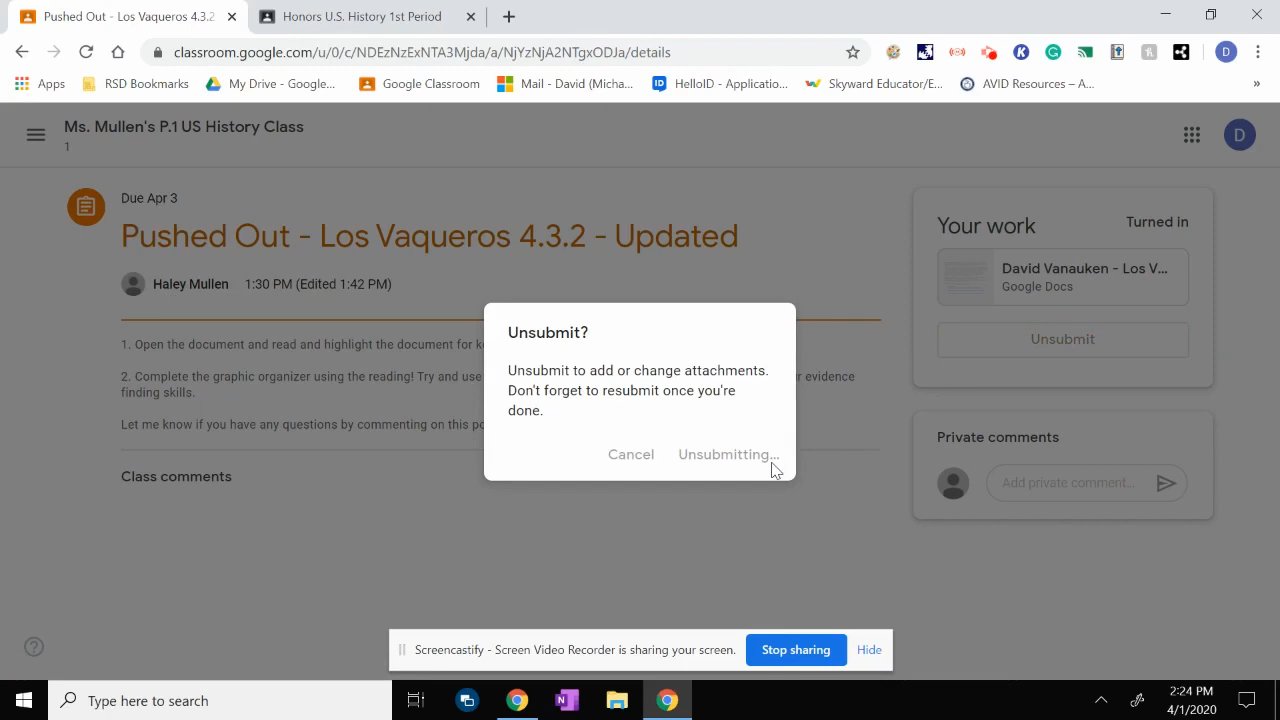 Pushed Out - Los Vaqueros 4.3.2
Honors U.S. History 1st Period
classroom.google.com/u/0/c/NDEzNzExNTA3Mjda/a/NjYzNjA2NTgxODJa/details
D
Apps
RSD Bookmarks
My Drive - Google...
Google Classroom
Mail - David (Micha...
HelloID - Applicatio...
Skyward Educator/E...
AVID Resources – A...
»
Ms. Mullen's P.1 US History Class
1
D
Due Apr 3
Pushed Out - Los Vaqueros 4.3.2 - Updated
Haley Mullen 1:30 PM (Edited 1:42 PM)
1. Open the document and read and highlight the document for k
2. Complete the graphic organizer using the reading! Try and use
r evidence
finding skills.
Let me know if you have any questions by commenting on this po
Class comments
Your work
Turned in
David Vanauken - Los V...
Google Docs
Unsubmit
Private comments
Add private comment...
Unsubmit?
Unsubmit to add or change attachments.
Don't forget to resubmit once you're
done.
Cancel
Unsubmitting...
Screencastify - Screen Video Recorder is sharing your screen.
Stop sharing
Hide
Type here to search
2:24 PM
4/1/2020